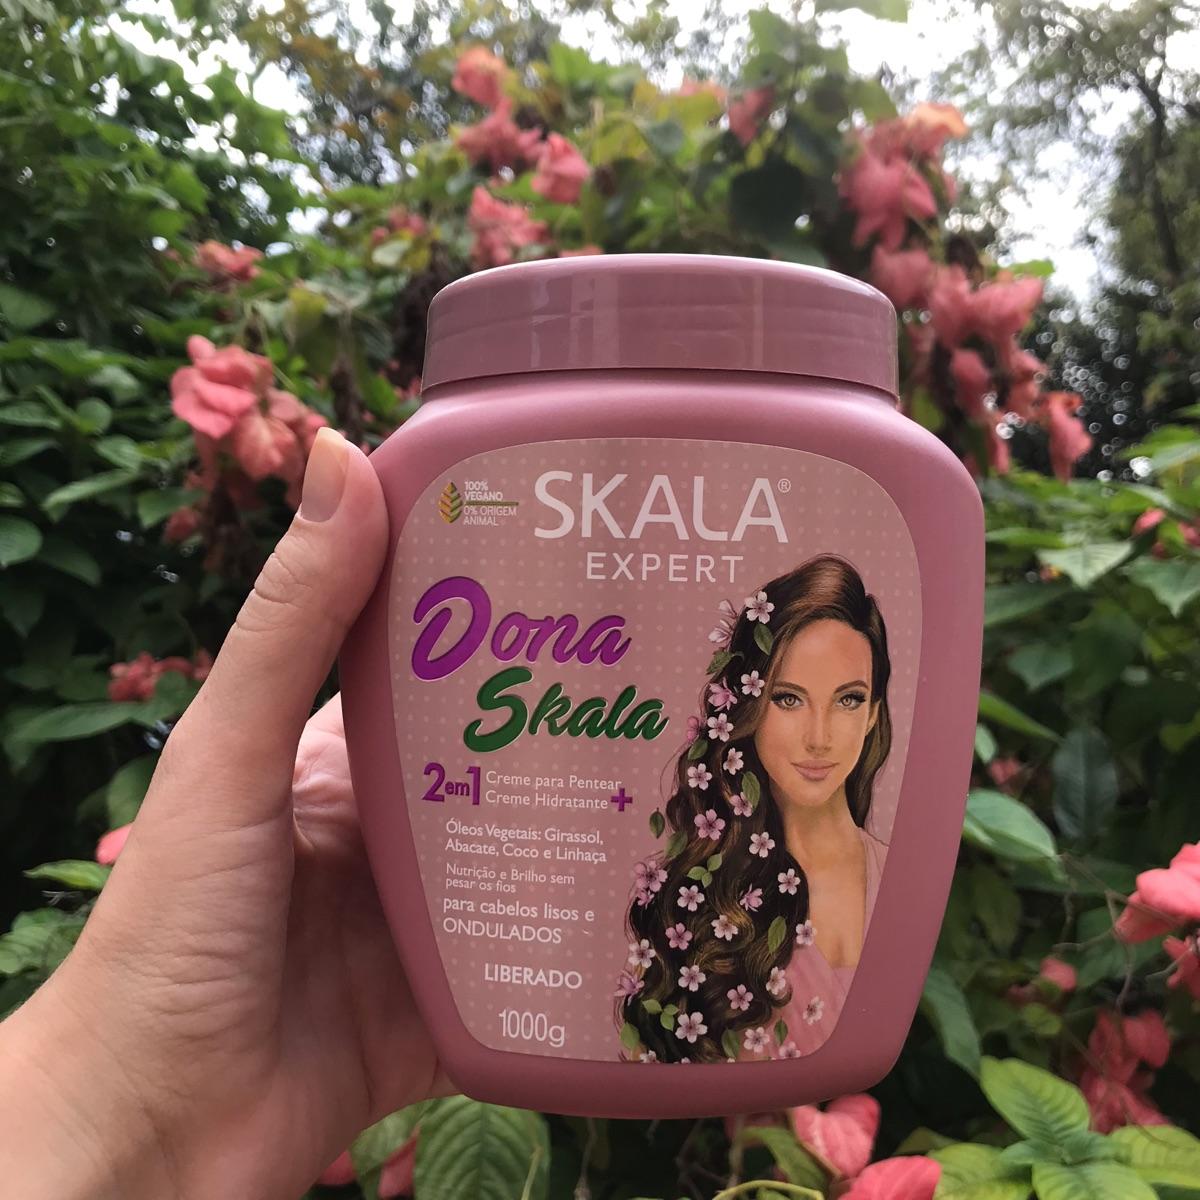 100%
VEGANO
0% ORIGEM
ANIMAL
SKALA®
EXPERT
Dona
Skala
2em1 Creme para Pentear
Creme Hidratante +
Óleos Vegetais: Girassol,
Abacate, Coco e Linhaça
Nutrição e Brilho sem
pesar os fios
para cabelos lisos e
ONDULADOS
LIBERADO
1000g